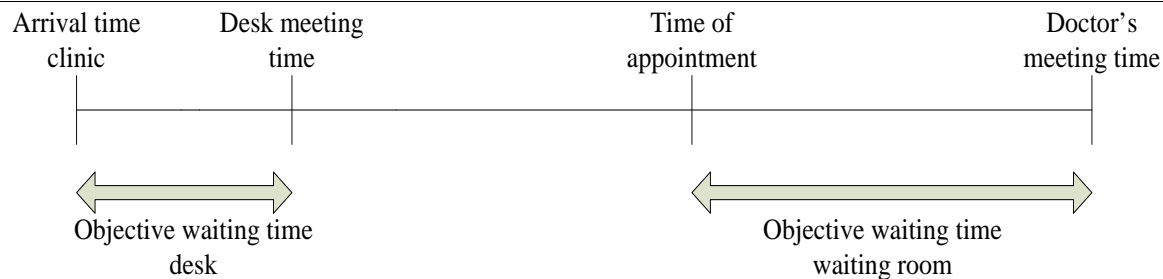 Arrival time
clinic
Desk meeting
time
Time of
appointment
Doctor's
meeting time
Objective waiting time
desk
Objective waiting time
waiting room